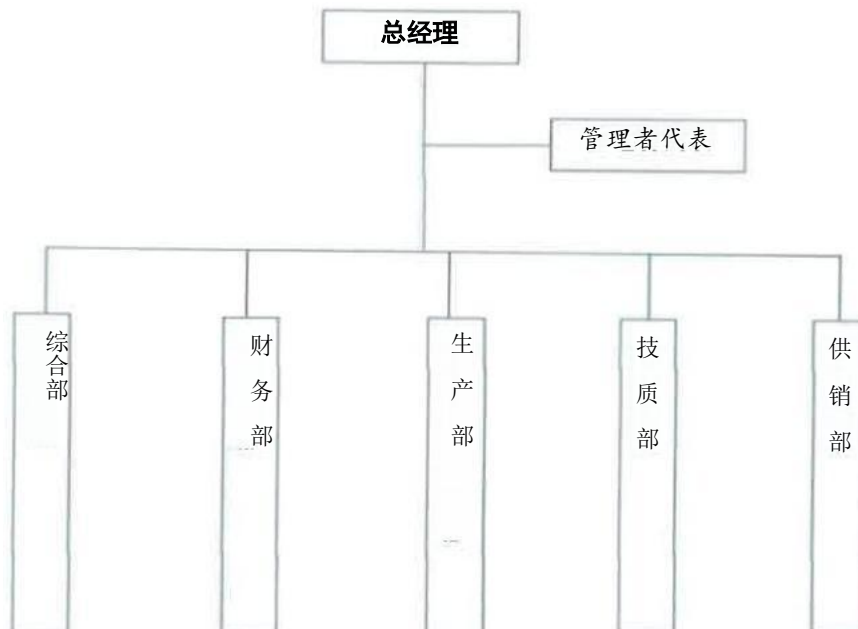 总经理
管理者代表
综合部
财务部
生产部
技质部
供销部